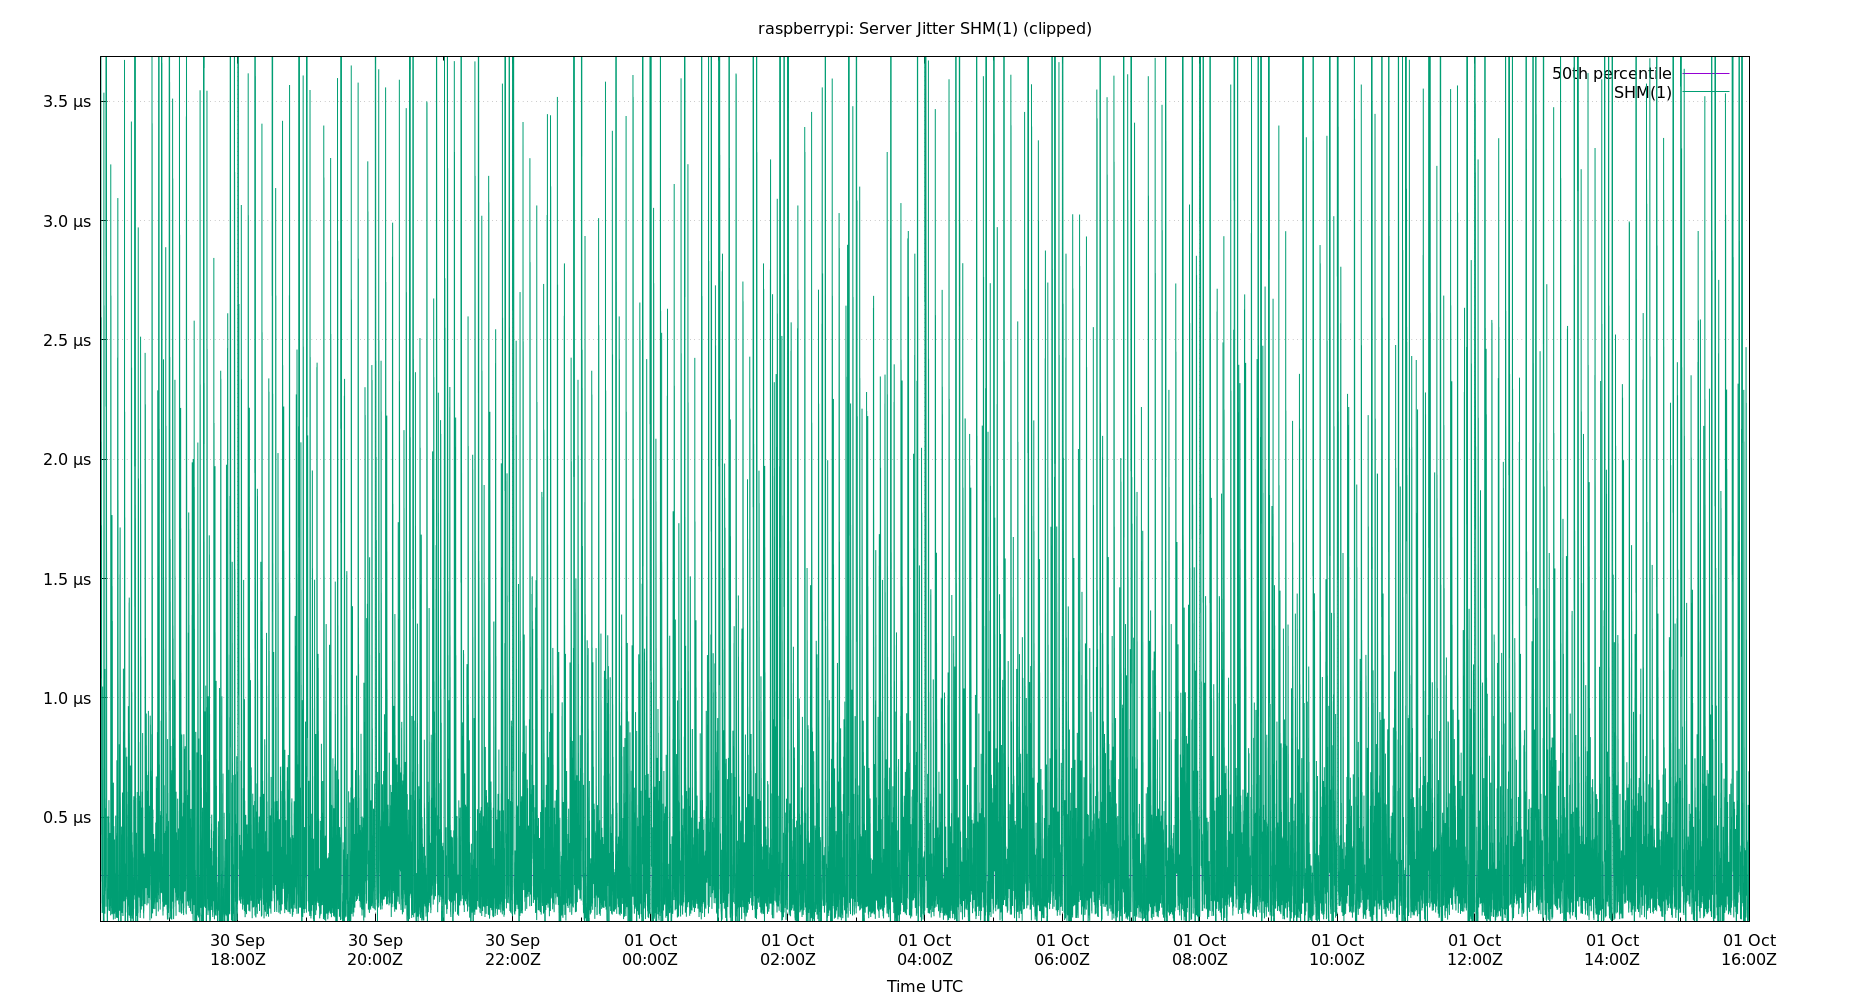 raspberrypi: Server Jitter SHM(1) (clipped)
50th percentile
SHM(1)
3.5 µs
3.0 µs
2.5 µs
2.0 µs
1.5 µs
1.0 µs
0.5 µs
30 Sep 30 Sep 30 Sep 01 Oct 01 Oct 01 Oct 01 Oct 01 Oct 01 Oct 01 Oct 01 Oct 01 Oct
18:00Z 20:00Z 22:00Z 00:00Z 02:00Z 04:00Z 06:00Z 08:00Z 10:00Z 12:00Z 14:00Z 16:00Z
Time UTC